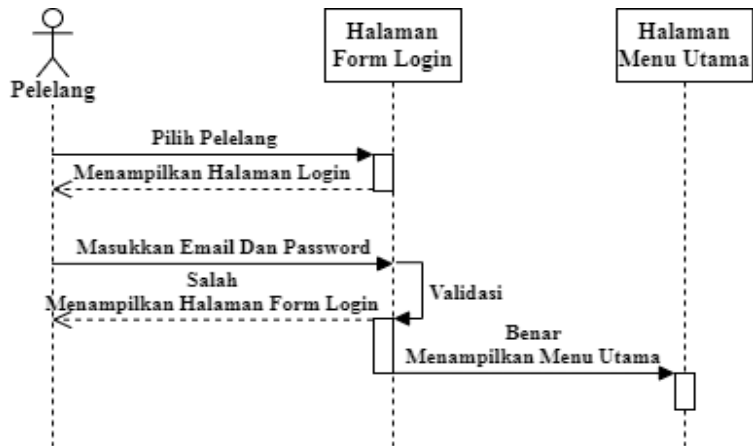 Halaman
Form Login
Halaman
Menu Utama
Pelelang
Pilih Pelelang
Menampilkan Halaman Login
Masukkan Email Dan Password
Salah
Menampilkan Halaman Form Login
Validasi
Benar
Menampilkan Menu Utama